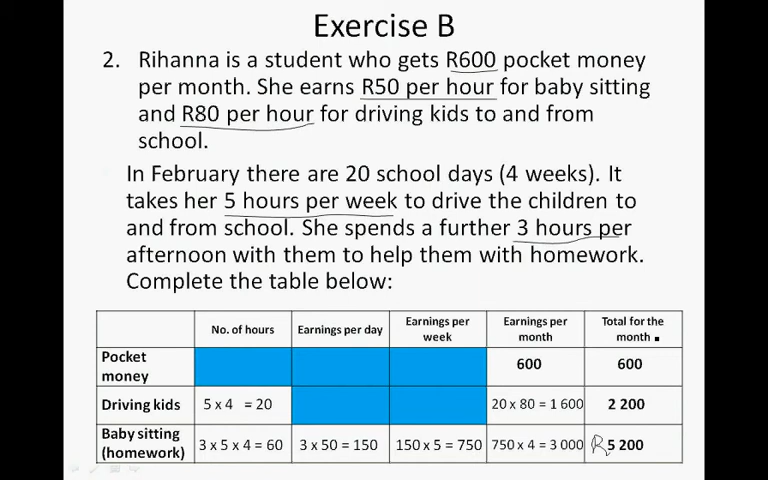 Exercise B
2. Rihanna is a student who gets R600 pocket money
per month. She earns R50 per hour for baby sitting
and R80 per hour for driving kids to and from
school.
In February there are 20 school days (4 weeks). It
takes her 5 hours per week to drive the children to
and from school. She spends a further 3 hours per
afternoon with them to help them with homework.
Complete the table below:
No. of hours Earnings per day Earnings per week Earnings per month Total for the month
Pocket money 600 600
Driving kids 5 x 4 = 20 20 x 80 = 1 600 2 200
Baby sitting (homework) 3 x 5 x 4 = 60 3 x 50 = 150 150 x 5 = 750 750 x 4 = 3 000 R5 200